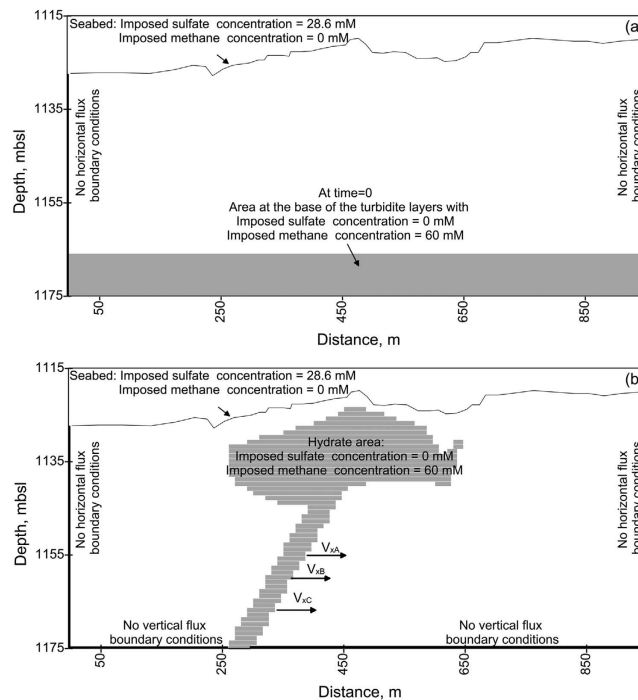 1115
Seabed: Imposed sulfate concentration = 28.6 mM
Imposed methane concentration = 0 mM
(a
1135
1155
1175
Depth, mbsl
No horizontal flux
boundary conditions
No horizontal flux
boundary conditions
At time=0
Area at the base of the turbidite layers with
Imposed sulfate concentration = 0 mM
Imposed methane concentration = 60 mM
50
250
450
650
850
Distance, m
1115
Seabed: Imposed sulfate concentration = 28.6 mM
Imposed methane concentration = 0 mM
(b
1135
1155
1175
Depth, mbsl
No horizontal flux
boundary conditions
No horizontal flux
boundary conditions
Hydrate area:
Imposed sulfate concentration = 0 mM
Imposed methane concentration = 60 mM
VxA
VxB
VxC
No vertical flux
boundary conditions
No vertical flux
boundary conditions
50
250
450
650
850
Distance, m